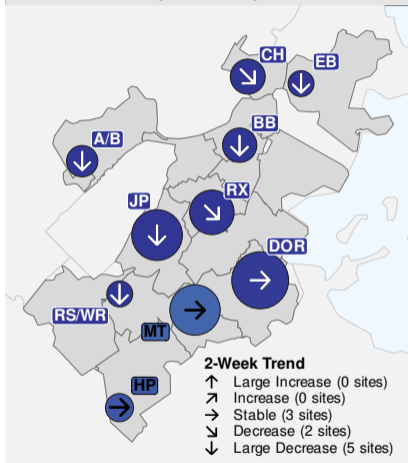 CH
EB
BB
A/B
RX
JP
DOR
RS/WR
MT
HP
2-Week Trend
↑ Large Increase (0 sites)
↗ Increase (0 sites)
→ Stable (3 sites)
↘ Decrease (2 sites)
↓ Large Decrease (5 sites)